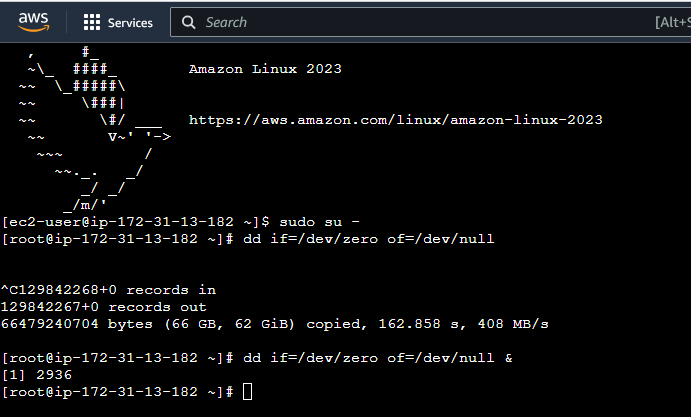 aws
Services
Search
[Alt+S
   ,     #_
   ~\_  ####_        Amazon Linux 2023
  ~~  \_#####\
  ~~     \###|
  ~~       \#/ ___   https://aws.amazon.com/linux/amazon-linux-2023
   ~~       V~' '->
    ~~~         /
      ~~._.   _/
         _/ _/
       _/m/'
[ec2-user@ip-172-31-13-182 ~]$ sudo su -
[root@ip-172-31-13-182 ~]# dd if=/dev/zero of=/dev/null
^C129842268+0 records in
129842267+0 records out
66479240704 bytes (66 GB, 62 GiB) copied, 162.858 s, 408 MB/s
[root@ip-172-31-13-182 ~]# dd if=/dev/zero of=/dev/null &
[1] 2936
[root@ip-172-31-13-182 ~]#